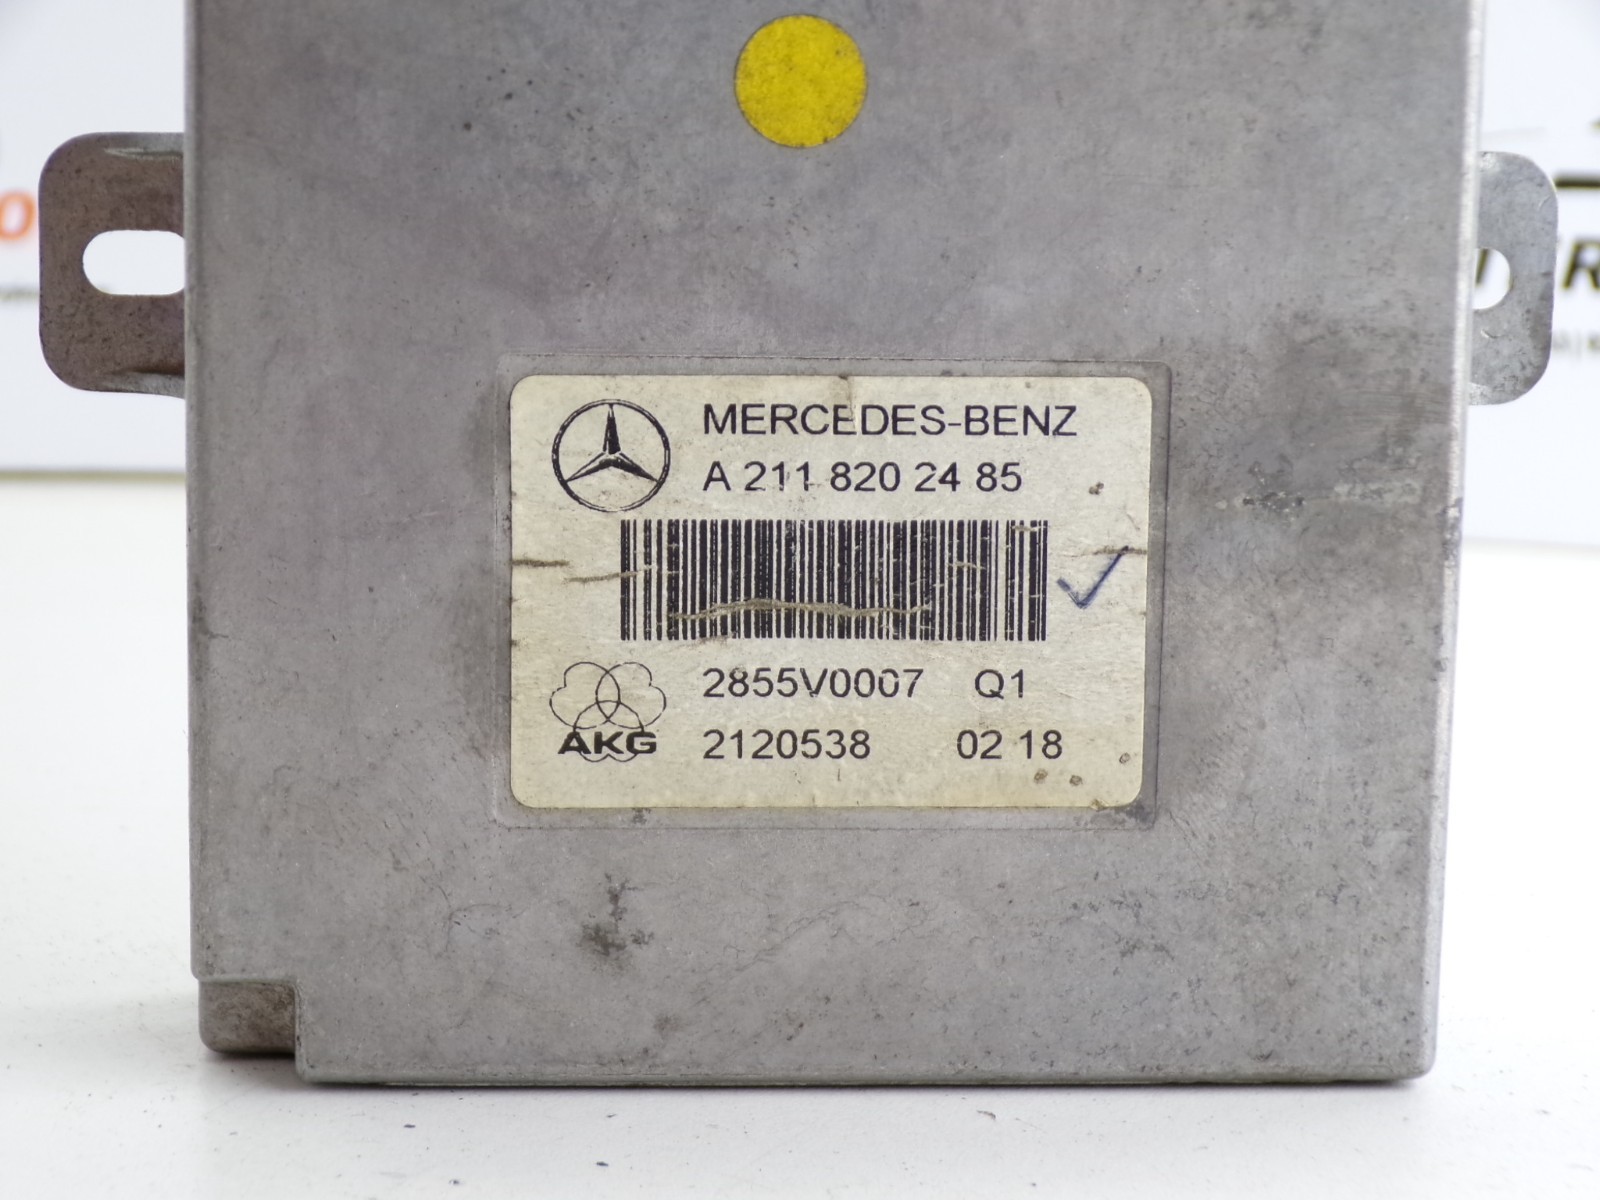 MERCEDES-BENZ
A 211 820 24 85
2855V0007 Q1
AKG
2120538 02 18